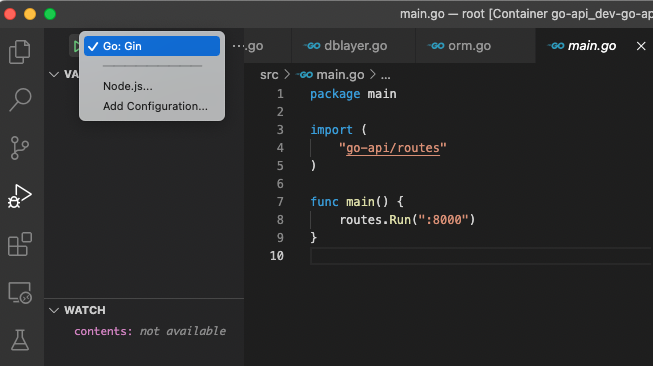 main.go — root [Container go-api_dev-go-ap
✓ Go: Gin
Node.js...
Add Configuration...
VA
WATCH
contents: not available
... .go
dblayer.go
orm.go
main.go
src > main.go > ...
1 package main
2
3 import (
4 "go-api/routes"
5 )
6
7 func main() {
8 routes.Run(":8000")
9 }
10